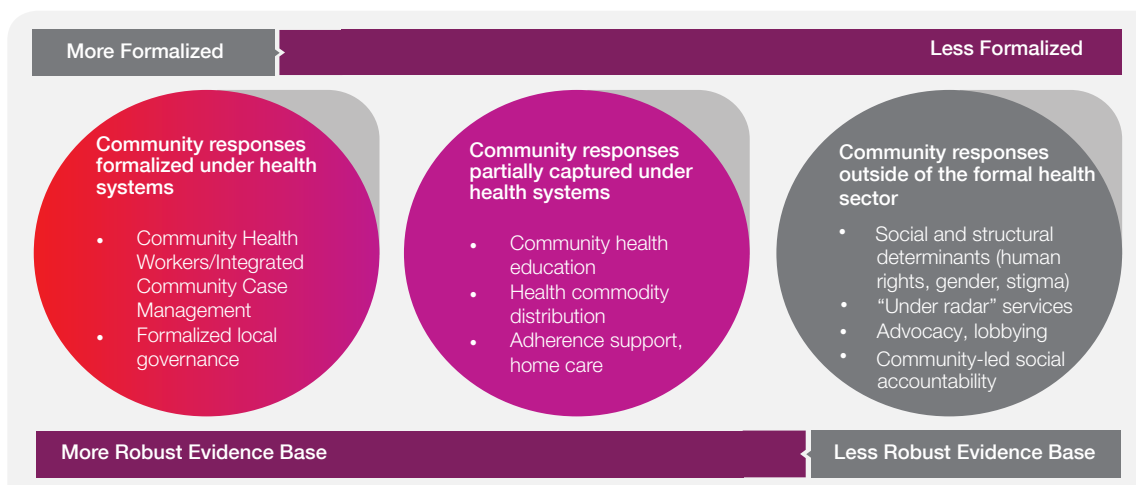 More Formalized
Less Formalized
Community responses
formalized under health
systems
• Community Health
Workers/Integrated
Community Case
Management
• Formalized local
governance
Community responses
partially captured under
health systems
• Community health
education
• Health commodity
distribution
• Adherence support,
home care
Community responses
outside of the formal health
sector
• Social and structural
determinants (human
rights, gender, stigma)
• “Under radar” services
• Advocacy, lobbying
• Community-led social
accountability
More Robust Evidence Base
Less Robust Evidence Base